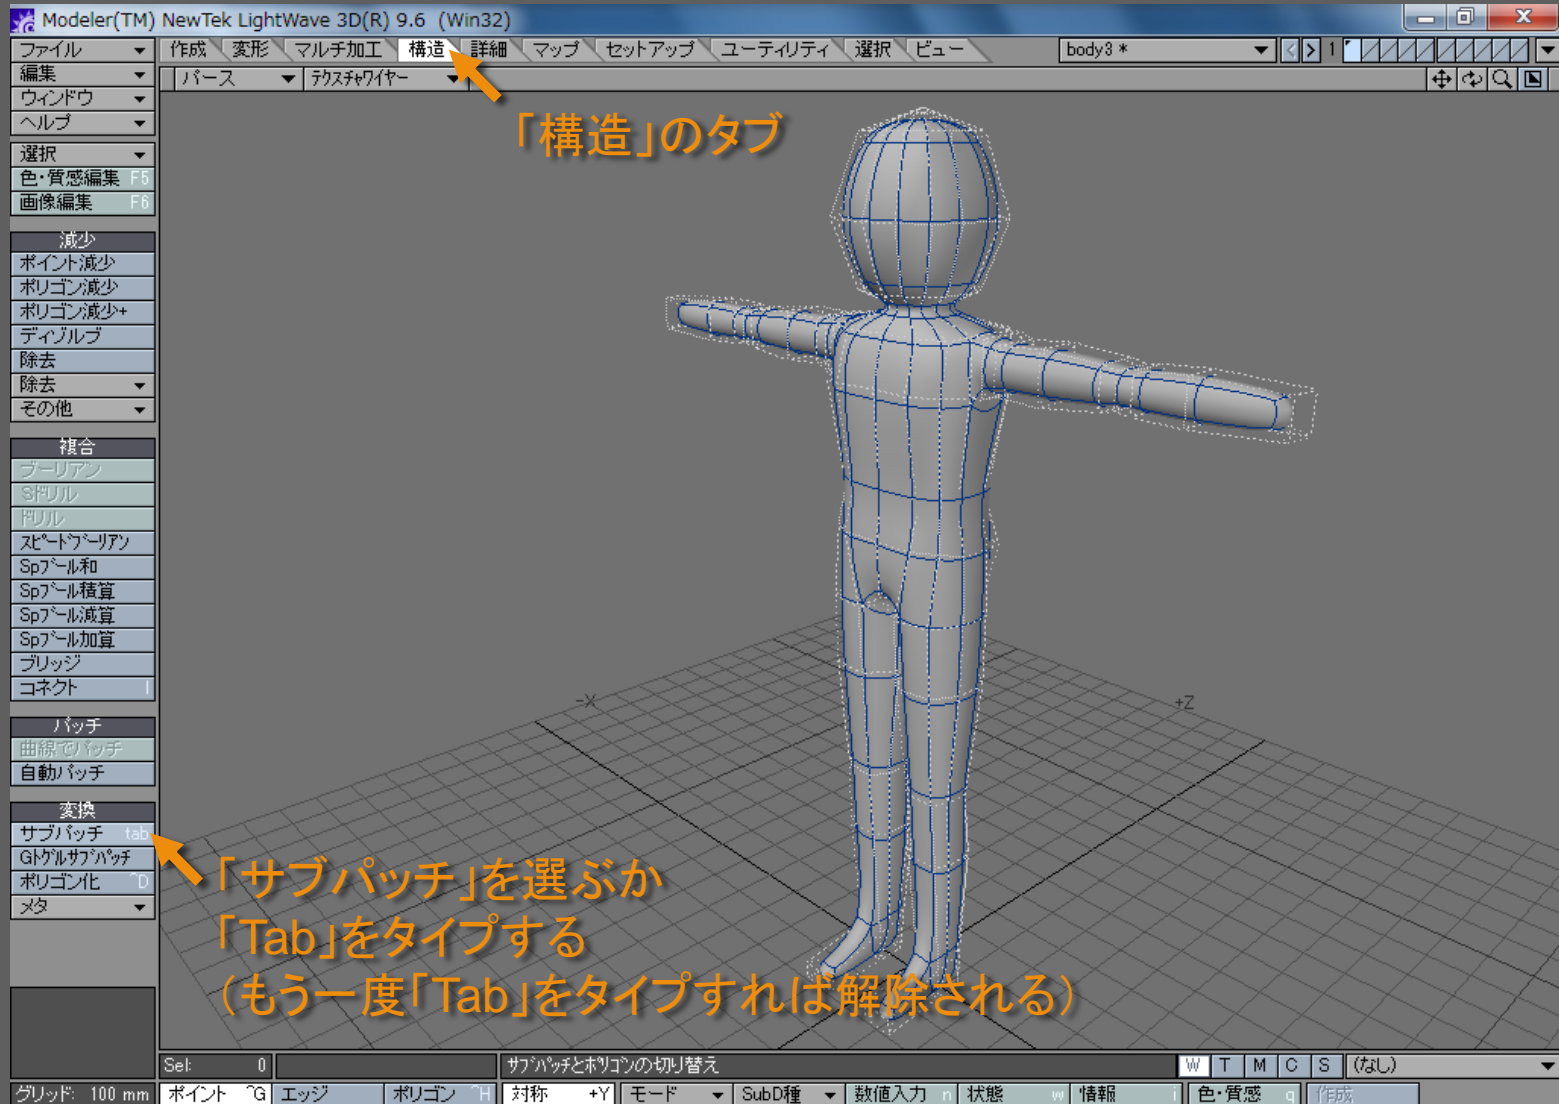 Modeler(TM) NewTek LightWave 3D(R) 9.6 (Win32)
ファイル 作成 変形 マルチ加工 構造 詳細 マップ セットアップ ユーティリティ 選択 ビュー body3 * 1
編集 パース テクスチャワイヤー
ウィンドウ
ヘルプ
「構造」のタブ
選択
色・質感編集 F5
画像編集 F6
減少
ポイント減少
ポリゴン減少
ポリゴン減少+
ディゾルブ
除去
除去
その他
複合
ブーリアン
Sドリル
ドリル
スピードブーリアン
Spブール和
Spブール積算
Spブール減算
Spブール加算
ブリッジ
コネクト l
-X +Z
パッチ
曲線でパッチ
自動パッチ
変換
サブパッチ tab
Gトグルサブパッチ
ポリゴン化 ^D
メタ
「サブパッチ」を選ぶか
「Tab」をタイプする
(もう一度「Tab」をタイプすれば解除される)
Sel: 0 サブパッチとポリゴンの切り替え W T M C S (なし)
グリッド: 100 mm ポイント ^G エッジ ポリゴン ^H 対称 +Y モード SubD種 数値入力 n 状態 w 情報 i 色・質感 q 作成